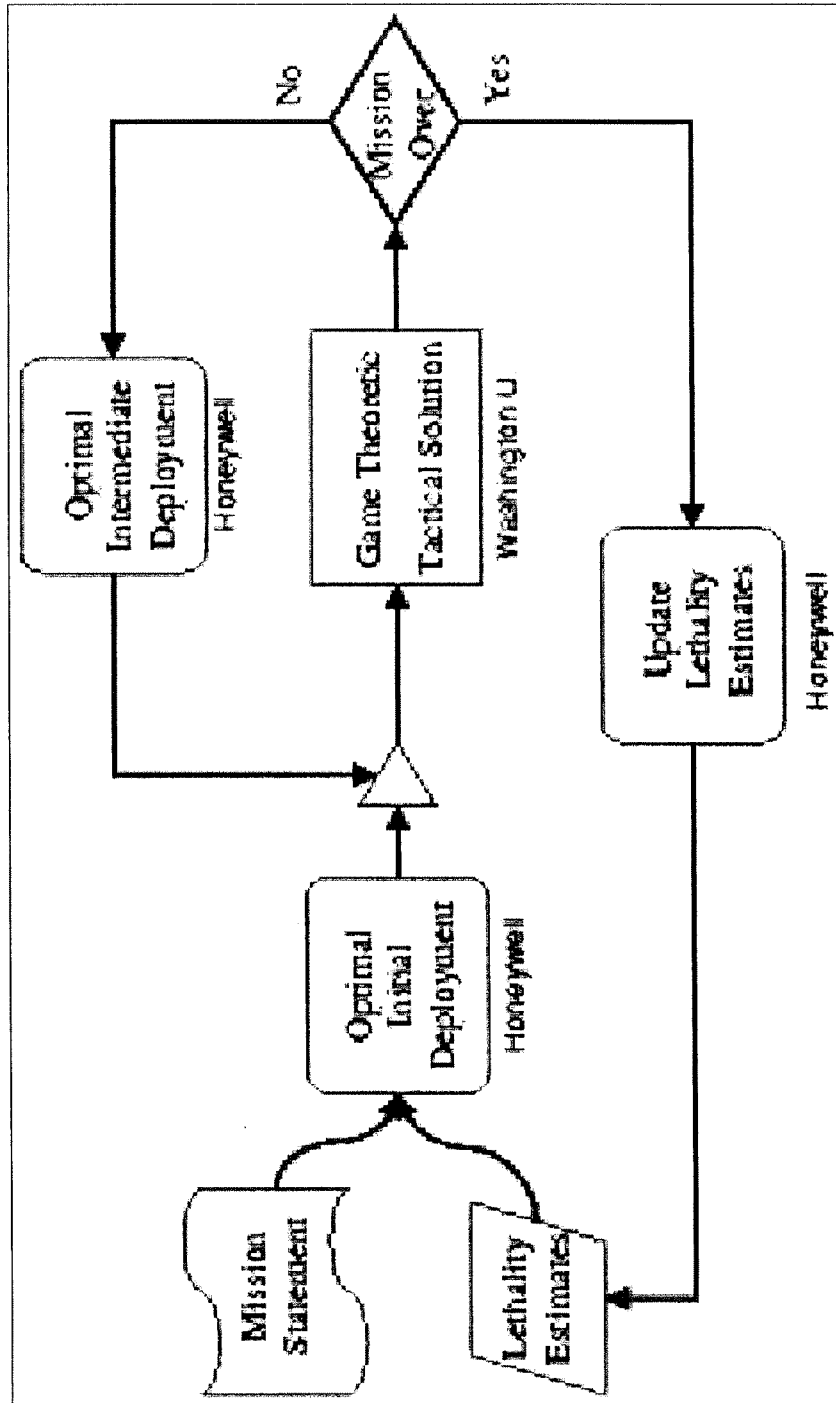 Mission
Statement
Lethality
Estimates
Optimal
Initial
Deployment
Honeywell
Optimal
Intermediate
Deployment
Honeywell
Game Theoretic
Tactical Solution
Washington U
Mission
Over
No
Yes
Update
Lethality
Estimates
Honeywell